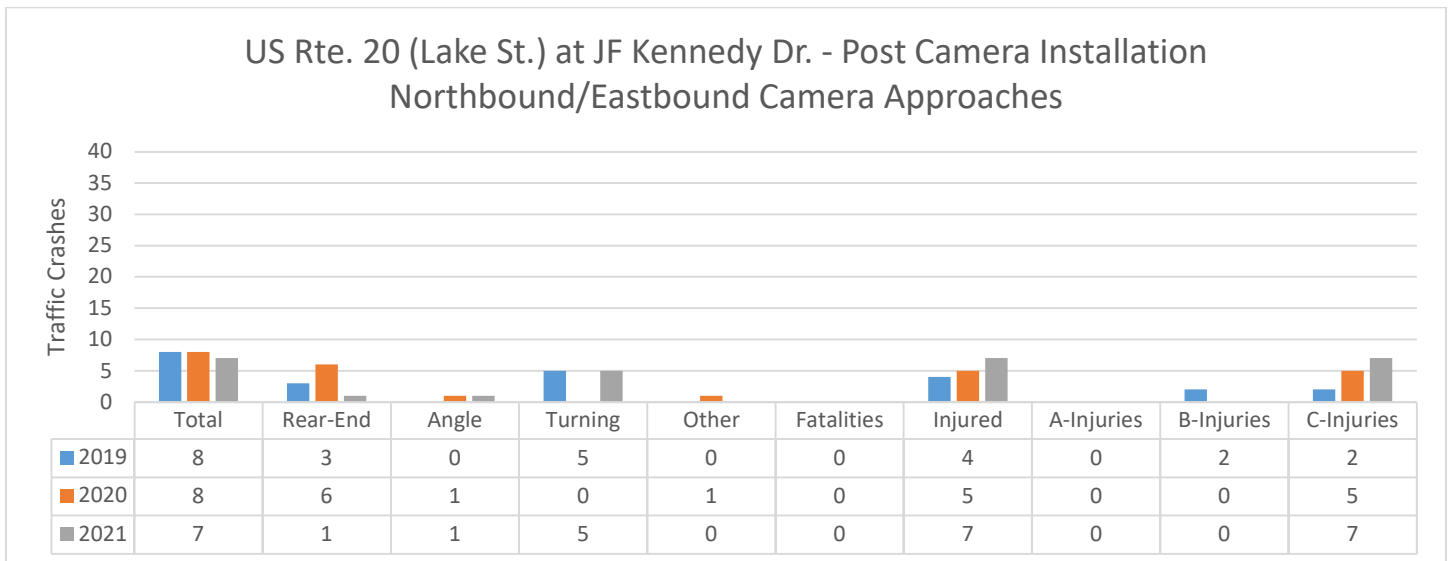 US Rte. 20 (Lake St.) at JF Kennedy Dr. - Post Camera Installation
Northbound/Eastbound Camera Approaches
Traffic Crashes
40
35
30
25
20
15
10
5
0
Total Rear-End Angle Turning Other Fatalities Injured A-Injuries B-Injuries C-Injuries
2019 8 3 0 5 0 0 4 0 2 2
2020 8 6 1 0 1 0 5 0 0 5
2021 7 1 1 5 0 0 7 0 0 7